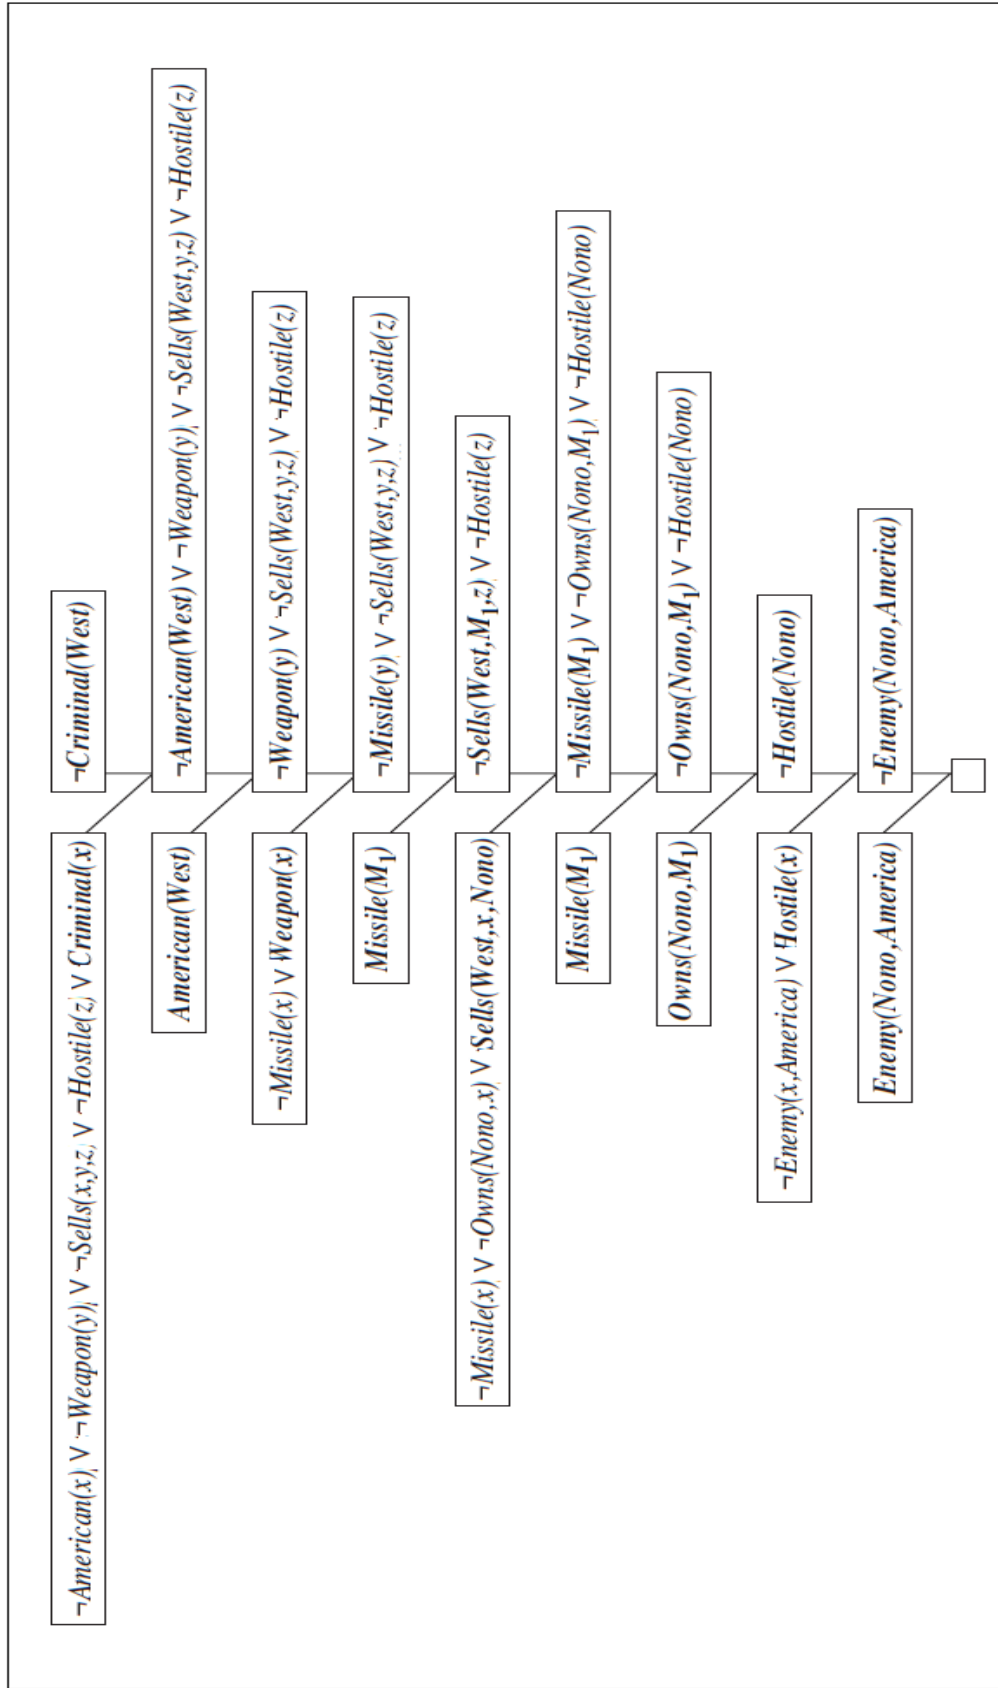 ¬American(x) ∨ ¬Weapon(y) ∨ ¬Sells(x,y,z) ∨ ¬Hostile(z) ∨ Criminal(x)
¬Criminal(West)
American(West)
¬American(West) ∨ ¬Weapon(y) ∨ ¬Sells(West,y,z) ∨ ¬Hostile(z)
¬Missile(x) ∨ Weapon(x)
¬Weapon(y) ∨ ¬Sells(West,y,z) ∨ ¬Hostile(z)
Missile(M₁)
¬Missile(y) ∨ ¬Sells(West,y,z) ∨ ¬Hostile(z)
¬Missile(x) ∨ ¬Owns(Nono,x) ∨ Sells(West,x,Nono)
¬Sells(West,M₁,z) ∨ ¬Hostile(z)
Missile(M₁)
¬Missile(M₁) ∨ ¬Owns(Nono,M₁) ∨ ¬Hostile(Nono)
Owns(Nono,M₁)
¬Owns(Nono,M₁) ∨ ¬Hostile(Nono)
¬Enemy(x,America) ∨ Hostile(x)
¬Hostile(Nono)
Enemy(Nono,America)
¬Enemy(Nono,America)